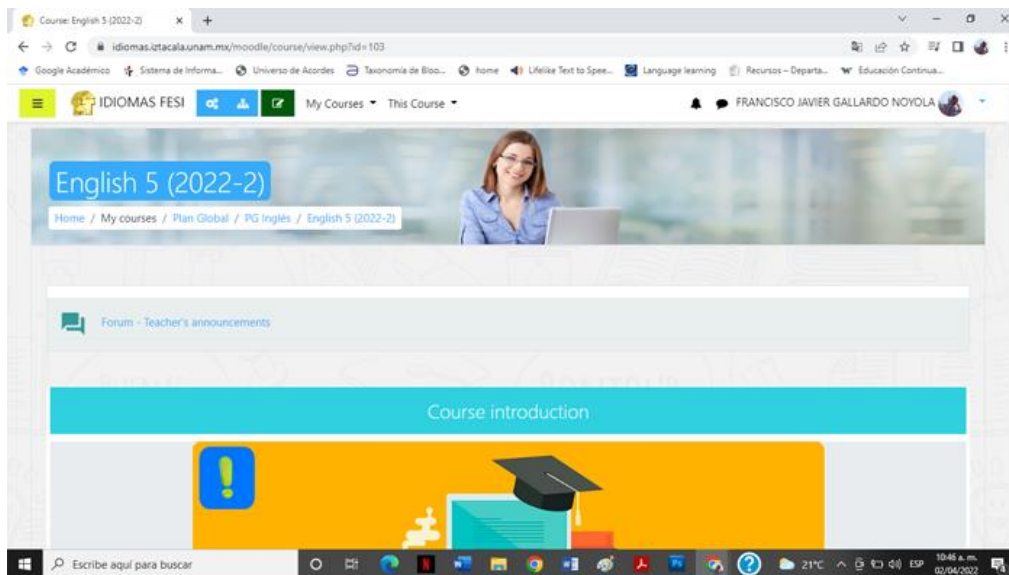 Course: English 5 (2022-2)
idiomas.iztacala.unam.mx/moodle/course/view.php?id=103
Google Académico Sistema de Informa... Universo de Acordes Taxonomía de Bloo... home Lifelike Text to Spee... Language learning Recursos – Departa... Educación Continua...
IDIOMAS FESI My Courses This Course FRANCISCO JAVIER GALLARDO NOYOLA
English 5 (2022-2)
Home / My courses / Plan Global / PG Inglés / English 5 (2022-2)
Forum - Teacher's announcements
Course introduction
Escribe aquí para buscar 21°C ESP 10:46 a. m.
02/04/2022